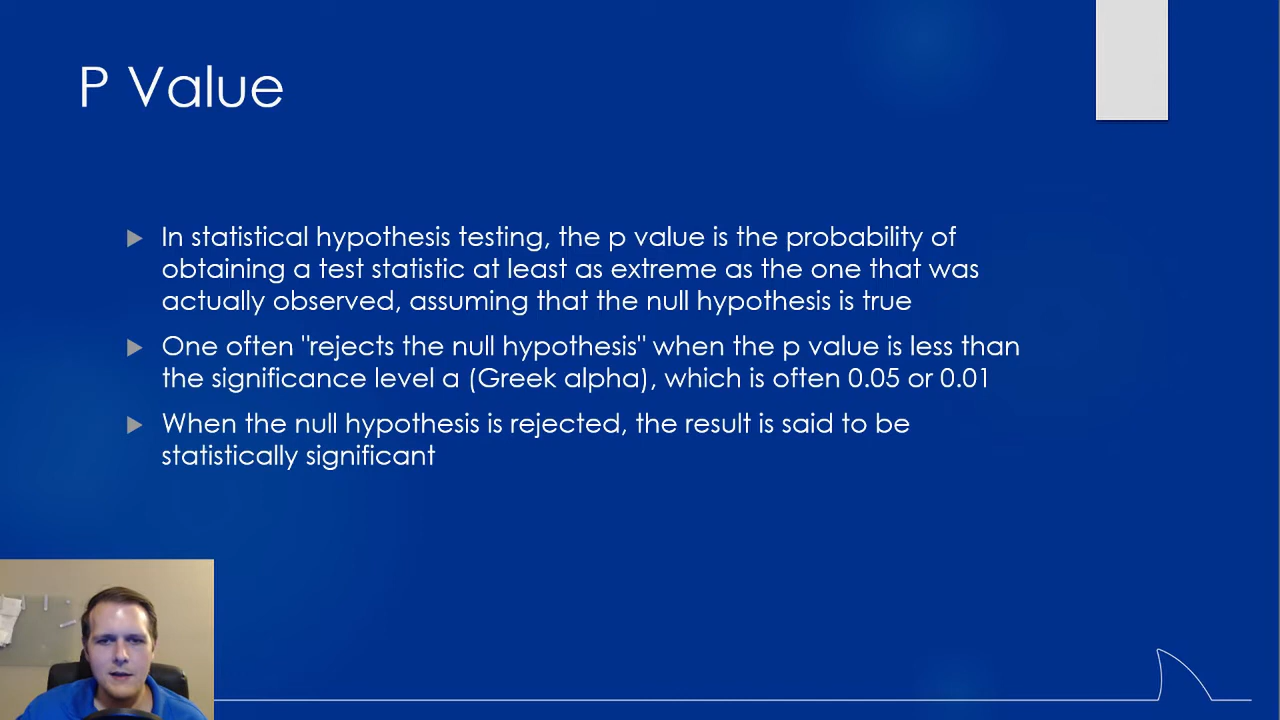 P Value
In statistical hypothesis testing, the p value is the probability of
obtaining a test statistic at least as extreme as the one that was
actually observed, assuming that the null hypothesis is true
One often "rejects the null hypothesis" when the p value is less than
the significance level a (Greek alpha), which is often 0.05 or 0.01
When the null hypothesis is rejected, the result is said to be
statistically significant